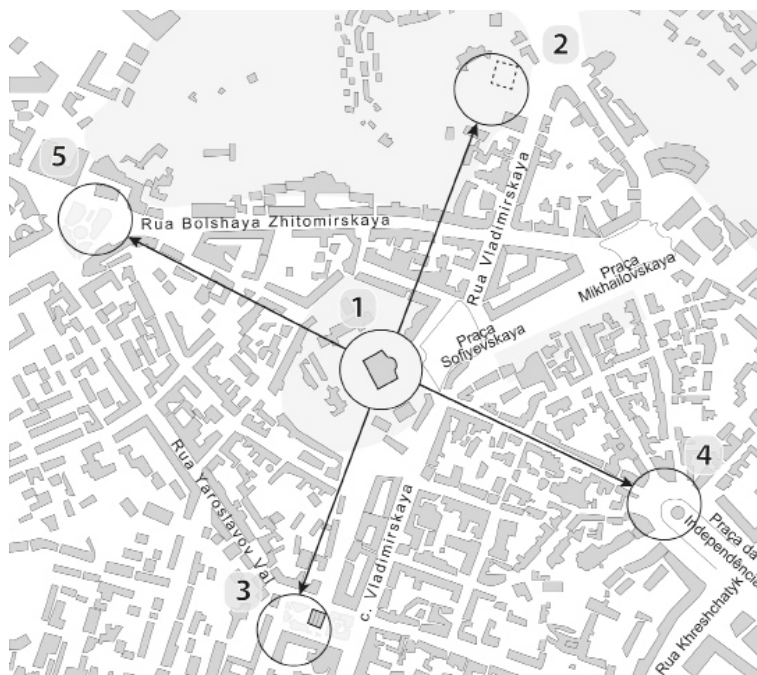 2
5
Rua Bolshaya Zhitomirskaya
Rua Vladimirskaya
Praça
Mikhailovskaya
1
Praça
Sofiyevskaya
Rua Yaroslavov Val
c. Vladimirskaya
4
Praça da
Independência
3
Rua Khreshchatyk